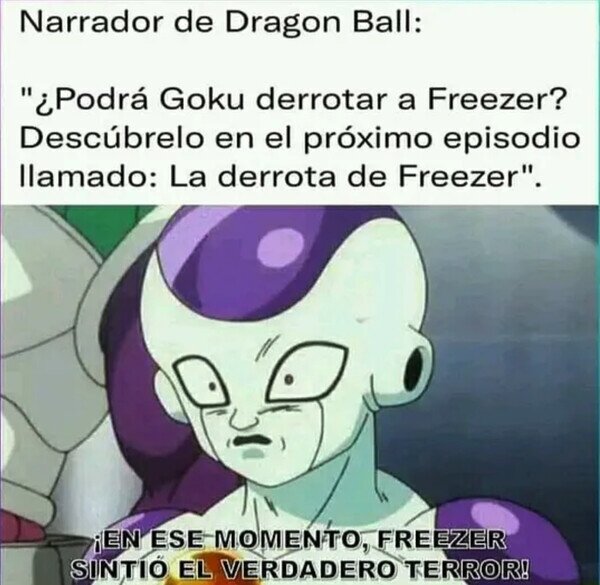 Narrador de Dragon Ball:
"¿Podrá Goku derrotar a Freezer?
Descúbrelo en el próximo episodio
llamado: La derrota de Freezer".
¡EN ESE MOMENTO, FREEZER
SINTIÓ EL VERDADERO TERROR!